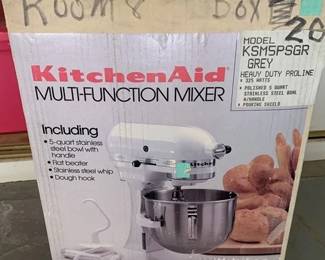 ROOM 8 BOX
20
MODEL
KSM5PSGR
GREY
HEAVY DUTY PROLINE
• 325 WATTS
• POLISHED 5 QUART
STAINLESS STEEL BOWL
W/HANDLE
• POURING SHIELD
KitchenAid
MULTI-FUNCTION MIXER
Including
• 5-quart stainless
steel bowl with
handle
• Flat beater
• Stainless steel whip
• Dough hook